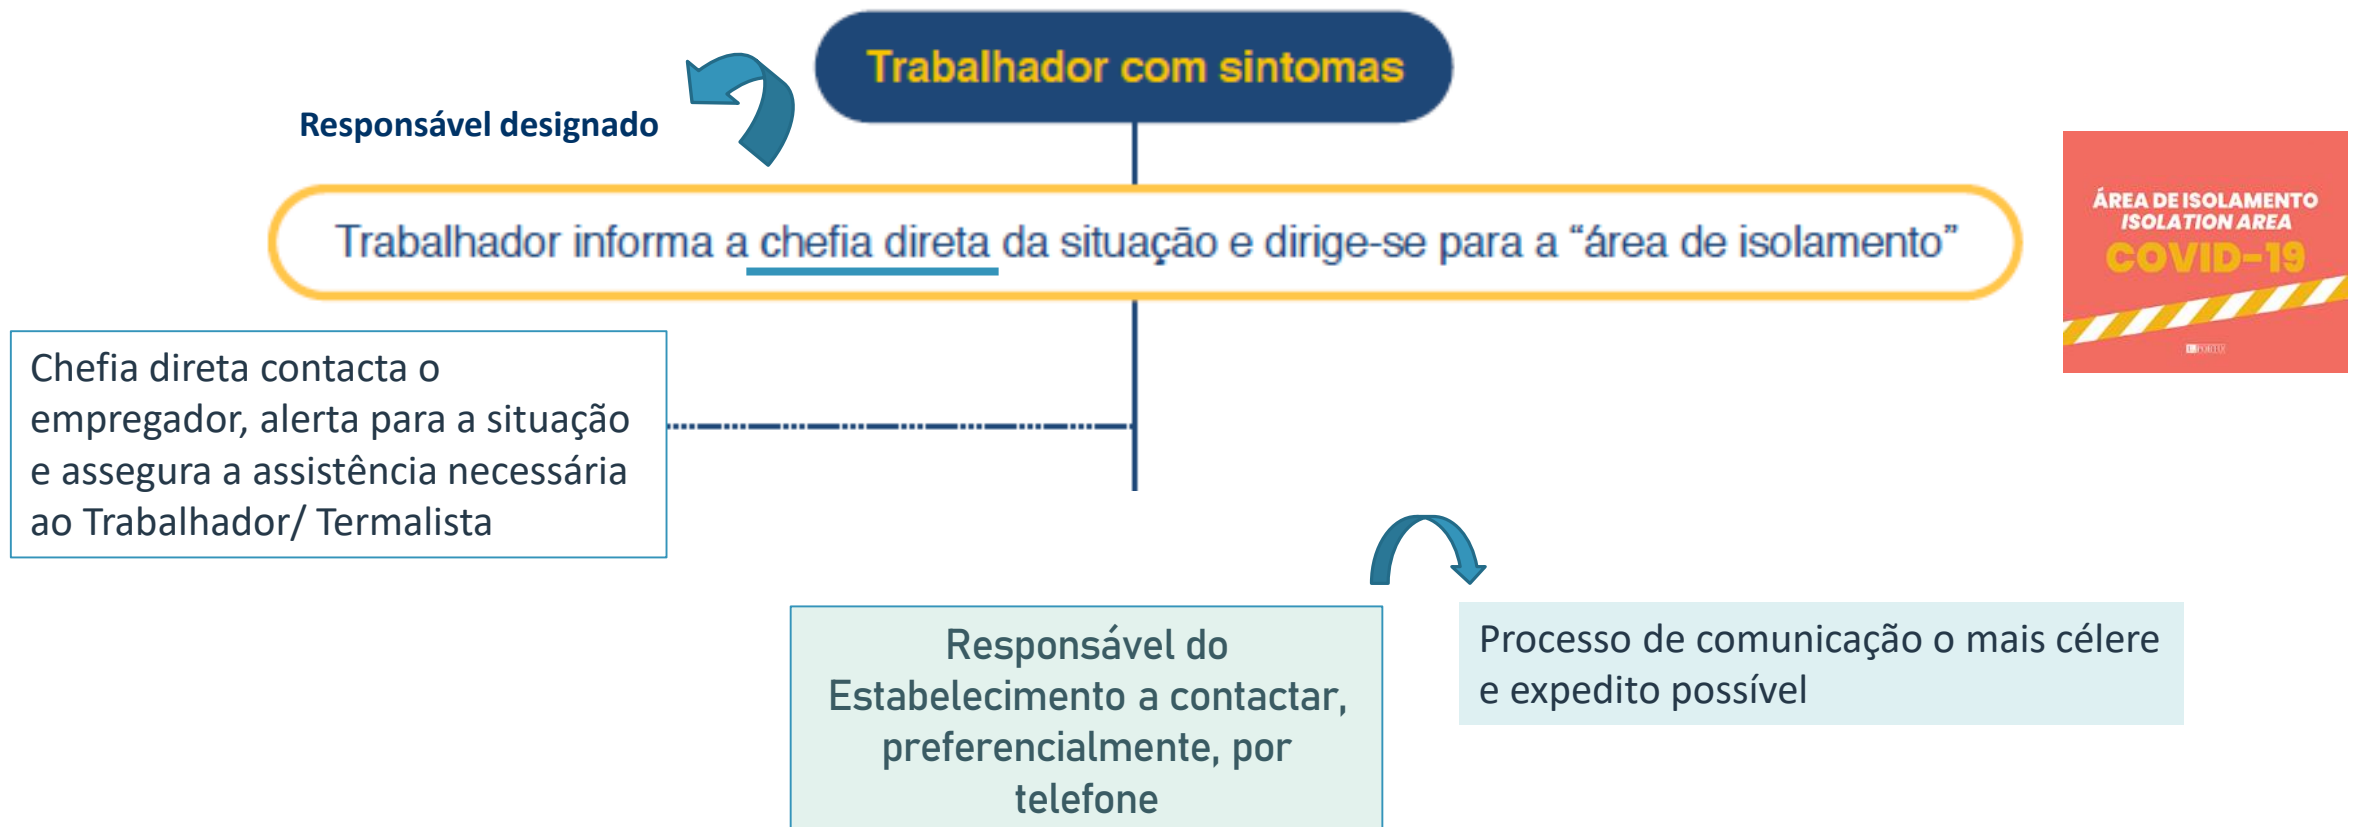 Trabalhador com sintomas
Responsável designado
Trabalhador informa a chefia direta da situação e dirige-se para a “área de isolamento”
ÁREA DE ISOLAMENTO
ISOLATION AREA
COVID-19
U.PORTO
Chefia direta contacta o
empregador, alerta para a situação
e assegura a assistência necessária
ao Trabalhador/ Termalista
Responsável do
Estabelecimento a contactar,
preferencialmente, por
telefone
Processo de comunicação o mais célere
e expedito possível